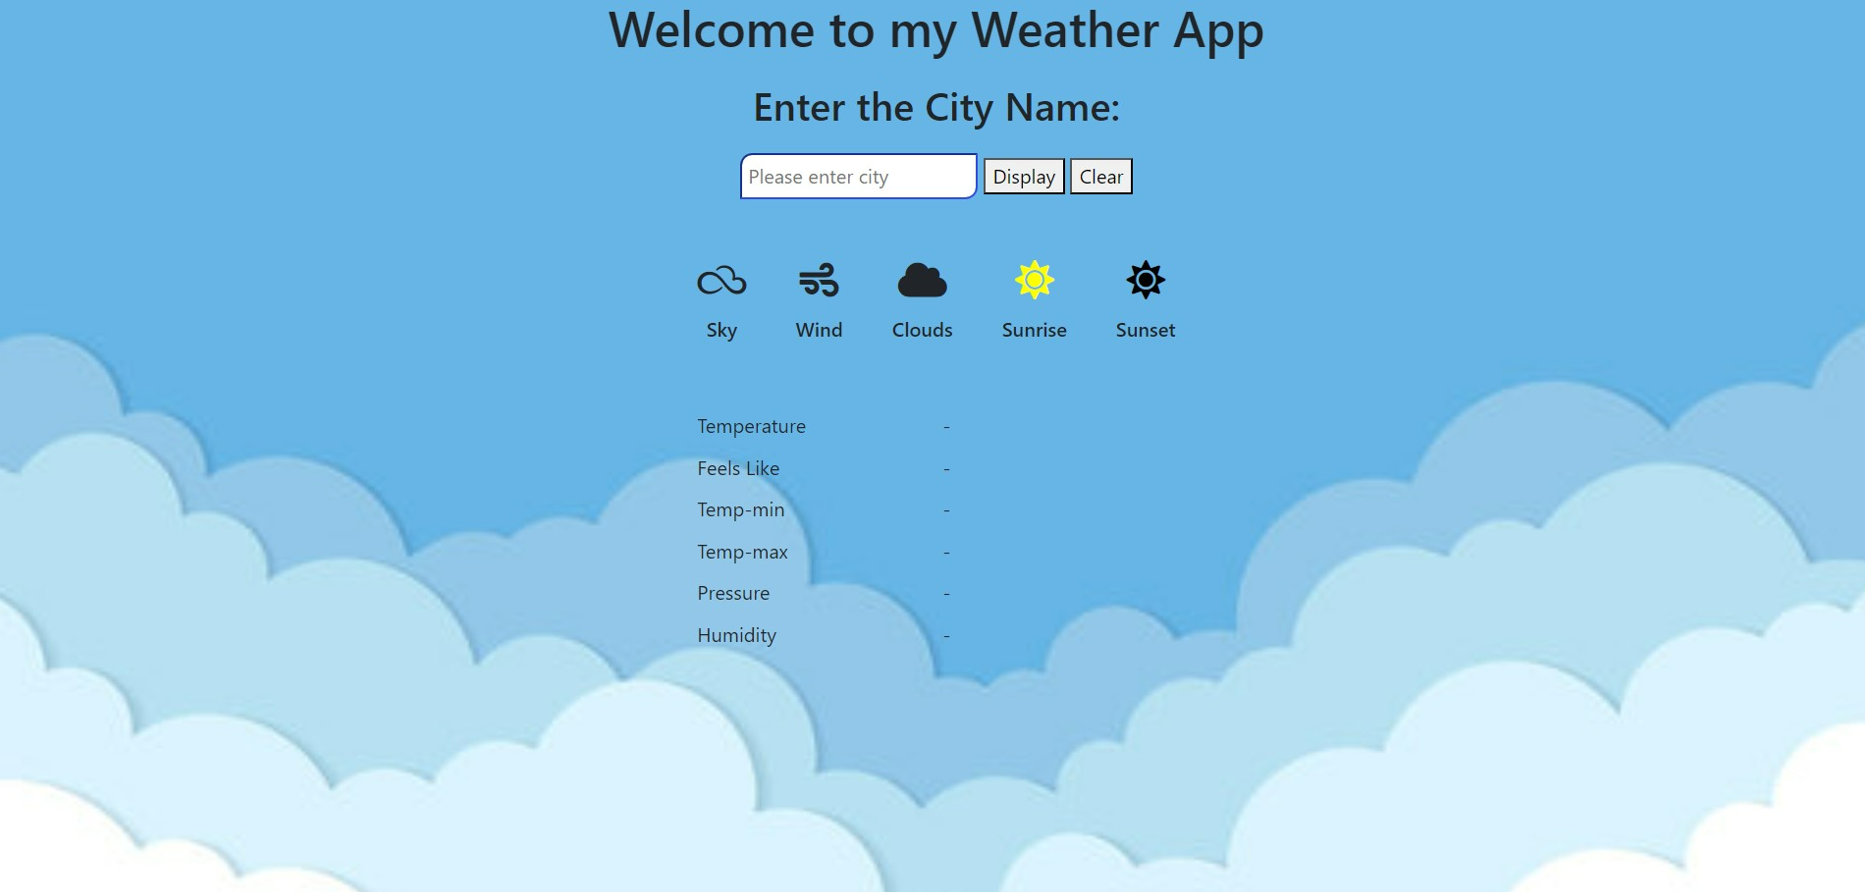 Welcome to my Weather App
Enter the City Name:
Please enter city Display Clear
Sky Wind Clouds Sunrise Sunset
Temperature -
Feels Like -
Temp-min -
Temp-max -
Pressure -
Humidity -